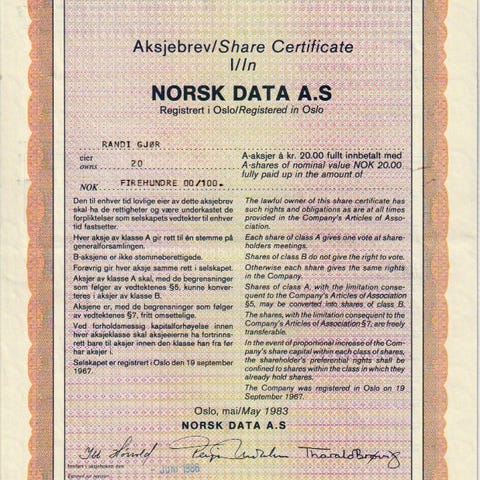 Aksjebrev/Share Certificate
I/In
NORSK DATA A.S
Registrert i Oslo/Registered in Oslo
RANDI GJØR
eier
owns 20
A-aksjer à kr. 20.00 fullt innbetalt med
A-shares of nominal value NOK 20.00
fully paid up in the amount of
NOK FIREHUNDRE 00/100.
Den til enhver tid lovlige eier av dette aksjebrev
skal ha de rettigheter og være underkastet de
forpliktelser som selskapets vedtekter til enhver
tid fastsetter.
Hver aksje av klasse A gir rett til én stemme på
generalforsamlingen.
B-aksjene er ikke stemmeberettigede.
Forøvrig gir hver aksje samme rett i selskapet.
Aksjer av klasse A skal, med de begrensninger
som følger av vedtektenes §5, kunne konver-
teres i aksjer av klasse B.
Aksjene er, med de begrensninger som følger
av vedtektenes §7, fritt omsettelige.
Ved forholdsmessig kapitalforhøyelse innen
hver aksjeklasse skal aksjeeierne ha fortrinns-
rett bare til aksjer innen den klasse han fra før
har aksjer i.
Selskapet er registrert i Oslo den 19 september
1967.
The lawful owner of this share certificate has
such rights and obligations as are at all times
provided in the Company's Articles of Asso-
ciation.
Each share of class A gives one vote at share-
holders meetings.
Shares of class B do not give the right to vote.
Otherwise each share gives the same rights
in the Company.
Shares of class A, with the limitation conse-
quent to the Company's Articles of Association
§5, may be converted into shares of class B.
The shares, with the limitation consequent to the
Company's Articles of Association §7, are freely
transferable.
In the event of proportional increase of the Com-
pany's share capital within each class of shares,
the shareholder's preferential rights shall be
confined to shares within the class in which they
already hold shares.
The Company was registered in Oslo on 19
September 1967.
Oslo, mai/May 1983
NORSK DATA A.S
Innført i aksjeboken den
- JUNI 1986